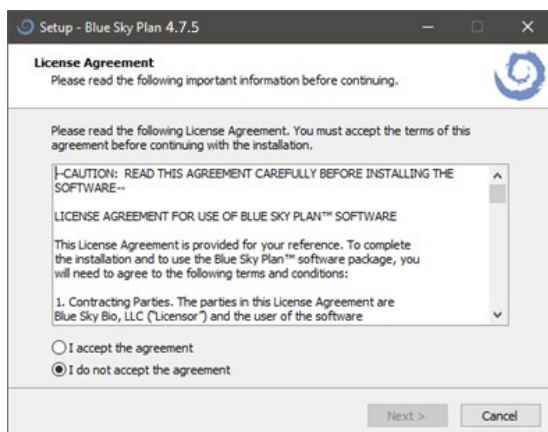 Setup - Blue Sky Plan 4.7.5
License Agreement
Please read the following important information before continuing.
Please read the following License Agreement. You must accept the terms of this
agreement before continuing with the installation.
--CAUTION: READ THIS AGREEMENT CAREFULLY BEFORE INSTALLING THE
SOFTWARE--
LICENSE AGREEMENT FOR USE OF BLUE SKY PLAN™ SOFTWARE
This License Agreement is provided for your reference. To complete
the installation and to use the Blue Sky Plan™ software package, you
will need to agree to the following terms and conditions:
1. Contracting Parties. The parties in this License Agreement are
Blue Sky Bio, LLC ("Licensor") and the user of the software
I accept the agreement
I do not accept the agreement
Next >
Cancel